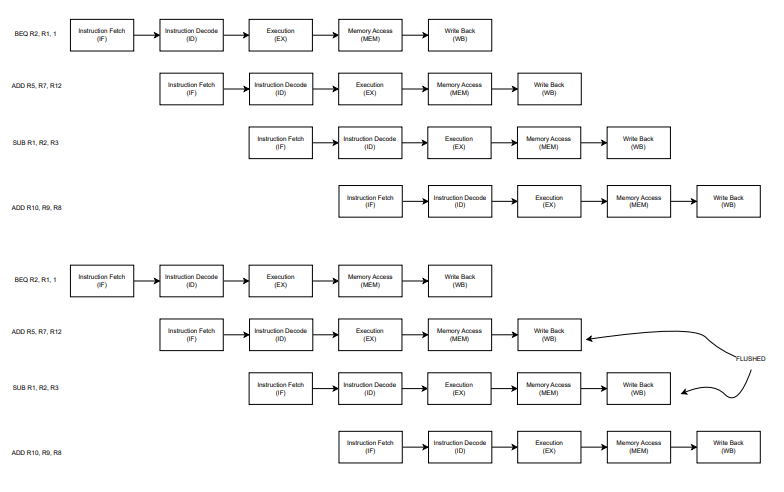 BEQ R2, R1, 1
Instruction Fetch
(IF)
Instruction Decode
(ID)
Execution
(EX)
Memory Access
(MEM)
Write Back
(WB)
ADD R5, R7, R12
Instruction Fetch
(IF)
Instruction Decode
(ID)
Execution
(EX)
Memory Access
(MEM)
Write Back
(WB)
SUB R1, R2, R3
Instruction Fetch
(IF)
Instruction Decode
(ID)
Execution
(EX)
Memory Access
(MEM)
Write Back
(WB)
ADD R10, R9, R8
Instruction Fetch
(IF)
Instruction Decode
(ID)
Execution
(EX)
Memory Access
(MEM)
Write Back
(WB)
BEQ R2, R1, 1
Instruction Fetch
(IF)
Instruction Decode
(ID)
Execution
(EX)
Memory Access
(MEM)
Write Back
(WB)
ADD R5, R7, R12
Instruction Fetch
(IF)
Instruction Decode
(ID)
Execution
(EX)
Memory Access
(MEM)
Write Back
(WB)
FLUSHED
SUB R1, R2, R3
Instruction Fetch
(IF)
Instruction Decode
(ID)
Execution
(EX)
Memory Access
(MEM)
Write Back
(WB)
ADD R10, R9, R8
Instruction Fetch
(IF)
Instruction Decode
(ID)
Execution
(EX)
Memory Access
(MEM)
Write Back
(WB)